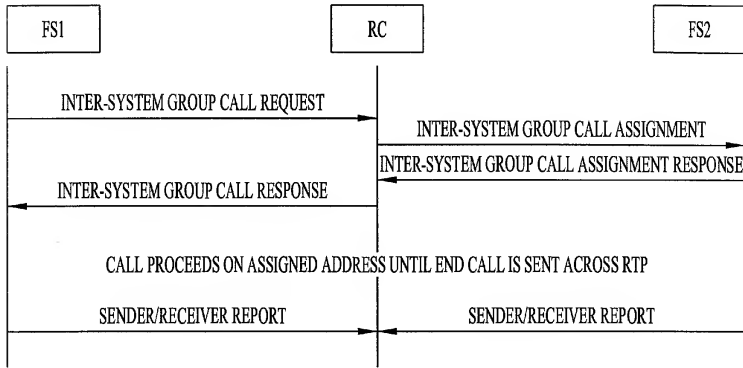 FS1
RC
FS2
INTER-SYSTEM GROUP CALL REQUEST
INTER-SYSTEM GROUP CALL ASSIGNMENT
INTER-SYSTEM GROUP CALL ASSIGNMENT RESPONSE
INTER-SYSTEM GROUP CALL RESPONSE
CALL PROCEEDS ON ASSIGNED ADDRESS UNTIL END CALL IS SENT ACROSS RTP
SENDER/RECEIVER REPORT
SENDER/RECEIVER REPORT